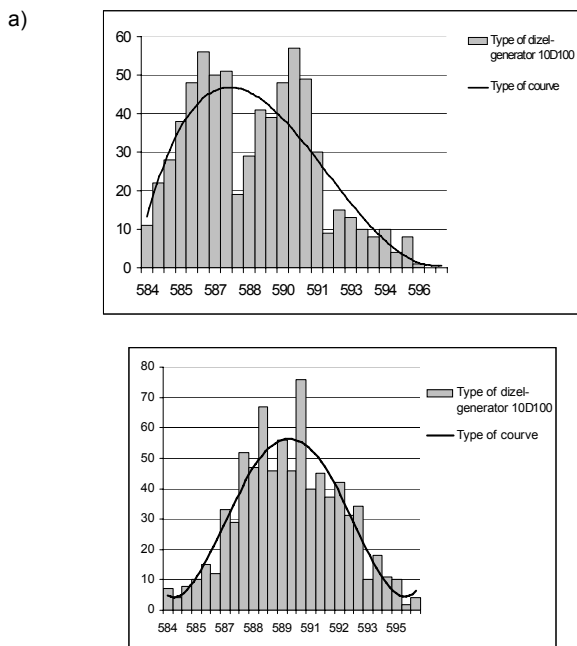 a)
60
50
40
30
20
10
0
584 585 587 588 590 591 593 594 596
Type of dizel-
generator 10D100
Type of courve
80
70
60
50
40
30
20
10
0
584 585 587 588 589 591 592 593 595
Type of dizel-
generator 10D100
Type of courve